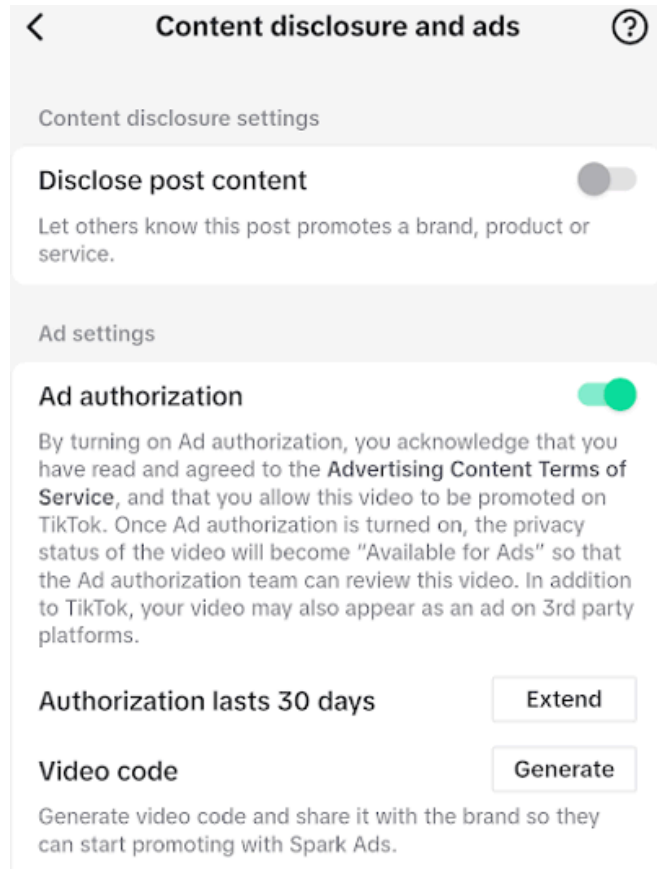 Content disclosure and ads
Content disclosure settings
Disclose post content
Let others know this post promotes a brand, product or
service.
Ad settings
Ad authorization
By turning on Ad authorization, you acknowledge that you
have read and agreed to the Advertising Content Terms of
Service, and that you allow this video to be promoted on
TikTok. Once Ad authorization is turned on, the privacy
status of the video will become “Available for Ads” so that
the Ad authorization team can review this video. In addition
to TikTok, your video may also appear as an ad on 3rd party
platforms.
Authorization lasts 30 days Extend
Video code Generate
Generate video code and share it with the brand so they
can start promoting with Spark Ads.